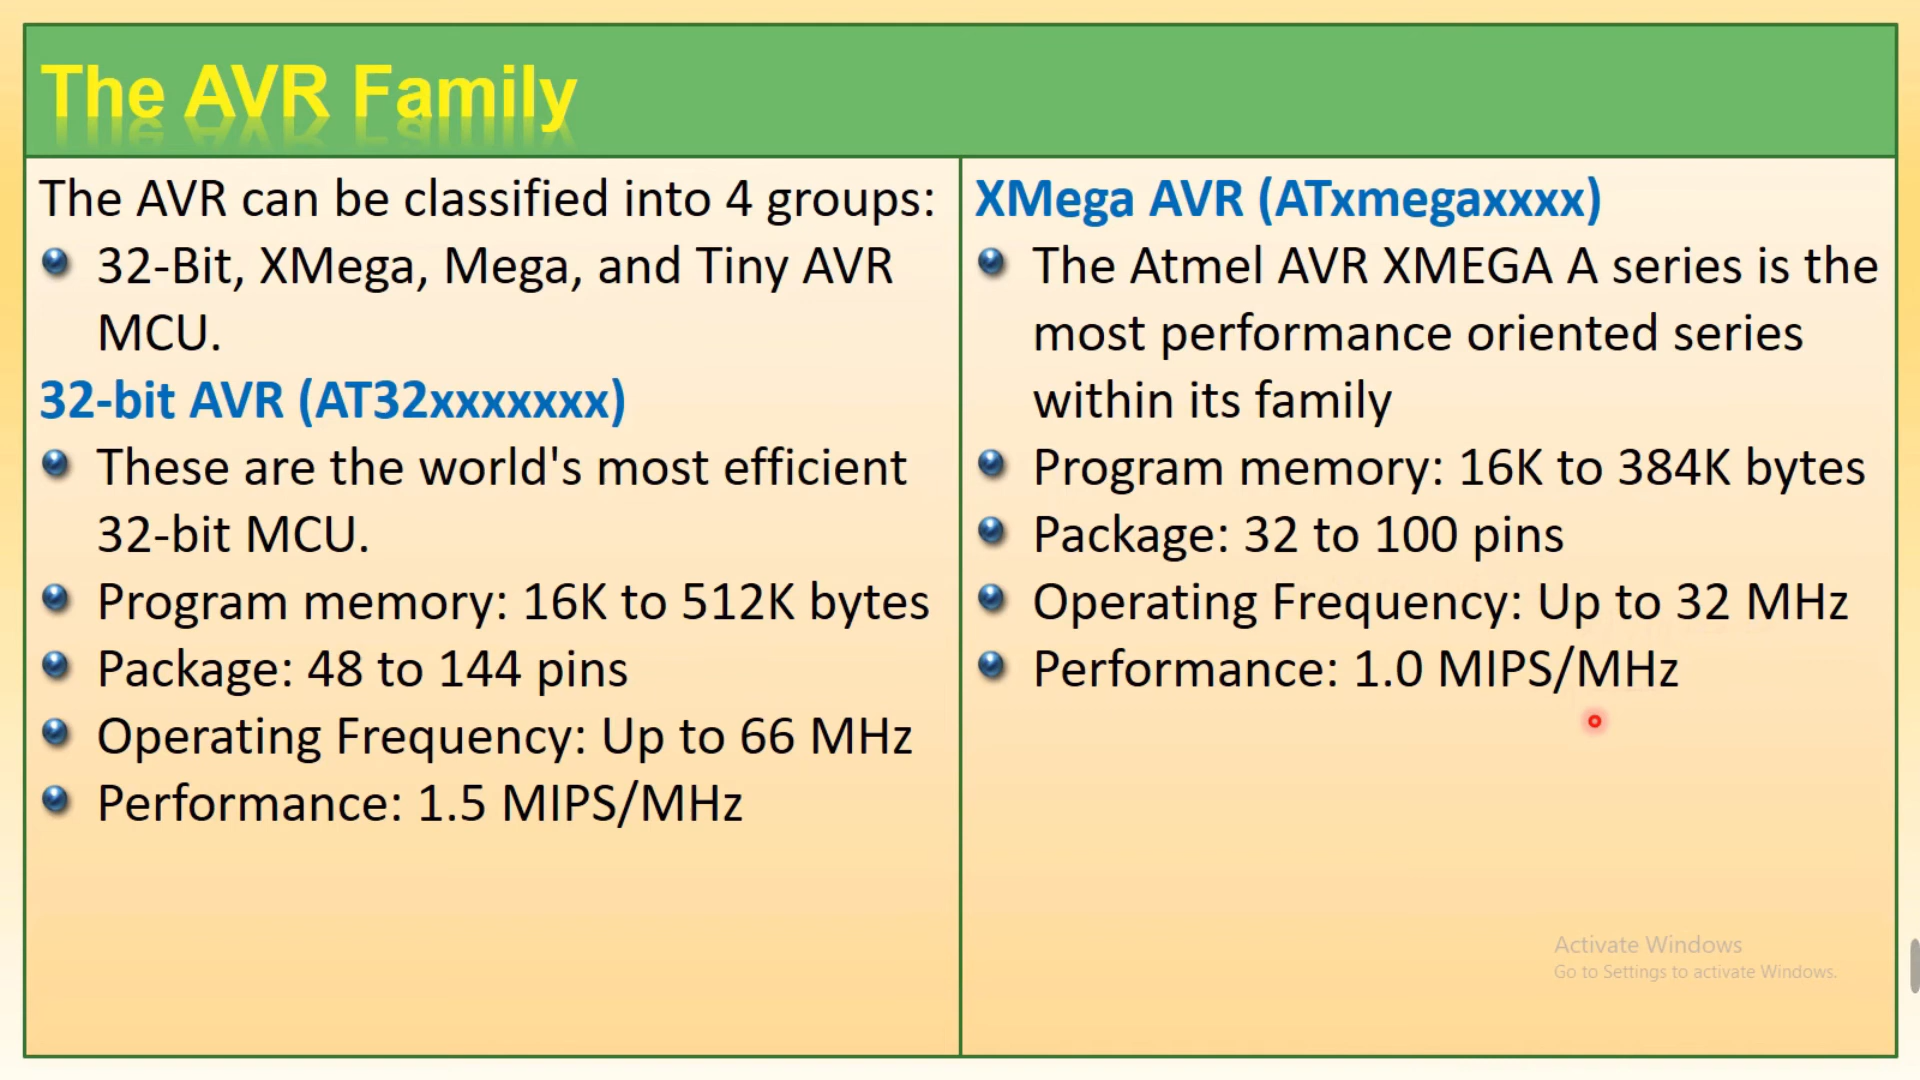 The AVR Family
The AVR can be classified into 4 groups:
32-Bit, XMega, Mega, and Tiny AVR
MCU.
32-bit AVR (AT32xxxxxxx)
These are the world's most efficient
32-bit MCU.
Program memory: 16K to 512K bytes
Package: 48 to 144 pins
Operating Frequency: Up to 66 MHz
Performance: 1.5 MIPS/MHz
XMega AVR (ATxmegaxxxx)
The Atmel AVR XMEGA A series is the
most performance oriented series
within its family
Program memory: 16K to 384K bytes
Package: 32 to 100 pins
Operating Frequency: Up to 32 MHz
Performance: 1.0 MIPS/MHz
Activate Windows
Go to Settings to activate Windows.